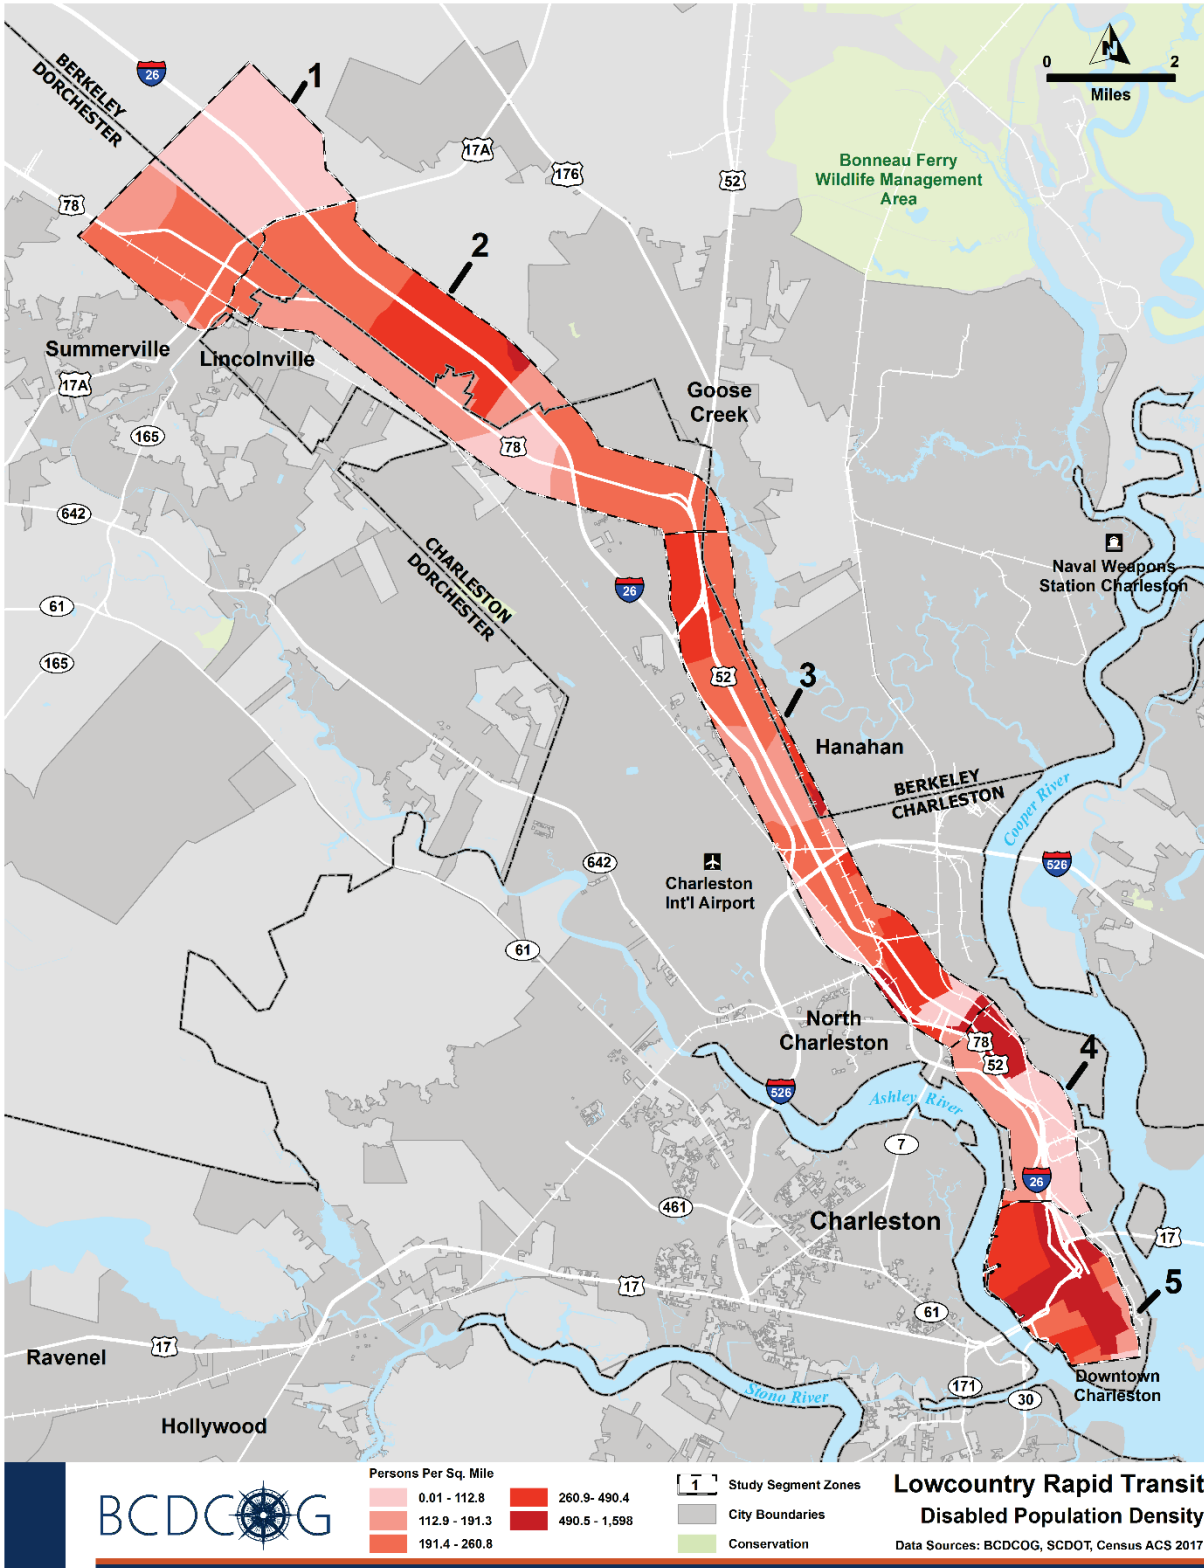 1
N
0 2
Miles
BERKELEY
DORCHESTER
26
17A
176
52
Bonneau Ferry
Wildlife Management
Area
78
2
Summerville
Lincolnville
17A
165
Goose
Creek
78
642
CHARLESTON
DORCHESTER
26
Naval Weapons
Station Charleston
61
165
52
3
Hanahan
BERKELEY
CHARLESTON
Cooper River
642
526
Charleston
Int'l Airport
61
North
Charleston
78
52
4
526
Ashley River
7
26
461
Charleston
17
17
5
61
17
Ravenel
Downtown
Charleston
171
30
Stono River
Hollywood
BCDCOG
Persons Per Sq. Mile
0.01 - 112.8
112.9 - 191.3
191.4 - 260.8
260.9- 490.4
490.5 - 1,598
1 Study Segment Zones
City Boundaries
Conservation
Lowcountry Rapid Transit
Disabled Population Density
Data Sources: BCDCOG, SCDOT, Census ACS 2017